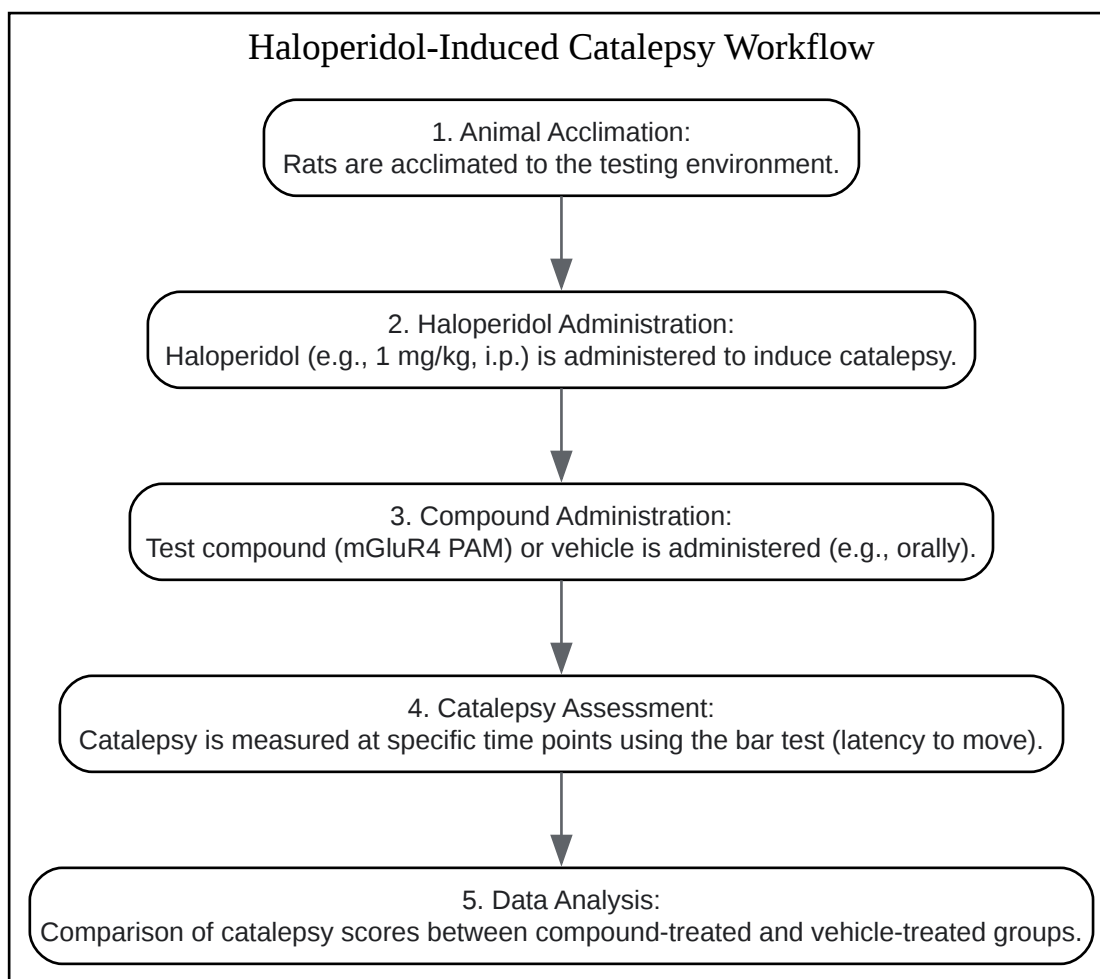 Haloperidol-Induced Catalepsy Workflow
1. Animal Acclimation:
Rats are acclimated to the testing environment.
2. Haloperidol Administration:
Haloperidol (e.g., 1 mg/kg, i.p.) is administered to induce catalepsy.
3. Compound Administration:
Test compound (mGluR4 PAM) or vehicle is administered (e.g., orally).
4. Catalepsy Assessment:
Catalepsy is measured at specific time points using the bar test (latency to move).
5. Data Analysis:
Comparison of catalepsy scores between compound-treated and vehicle-treated groups.